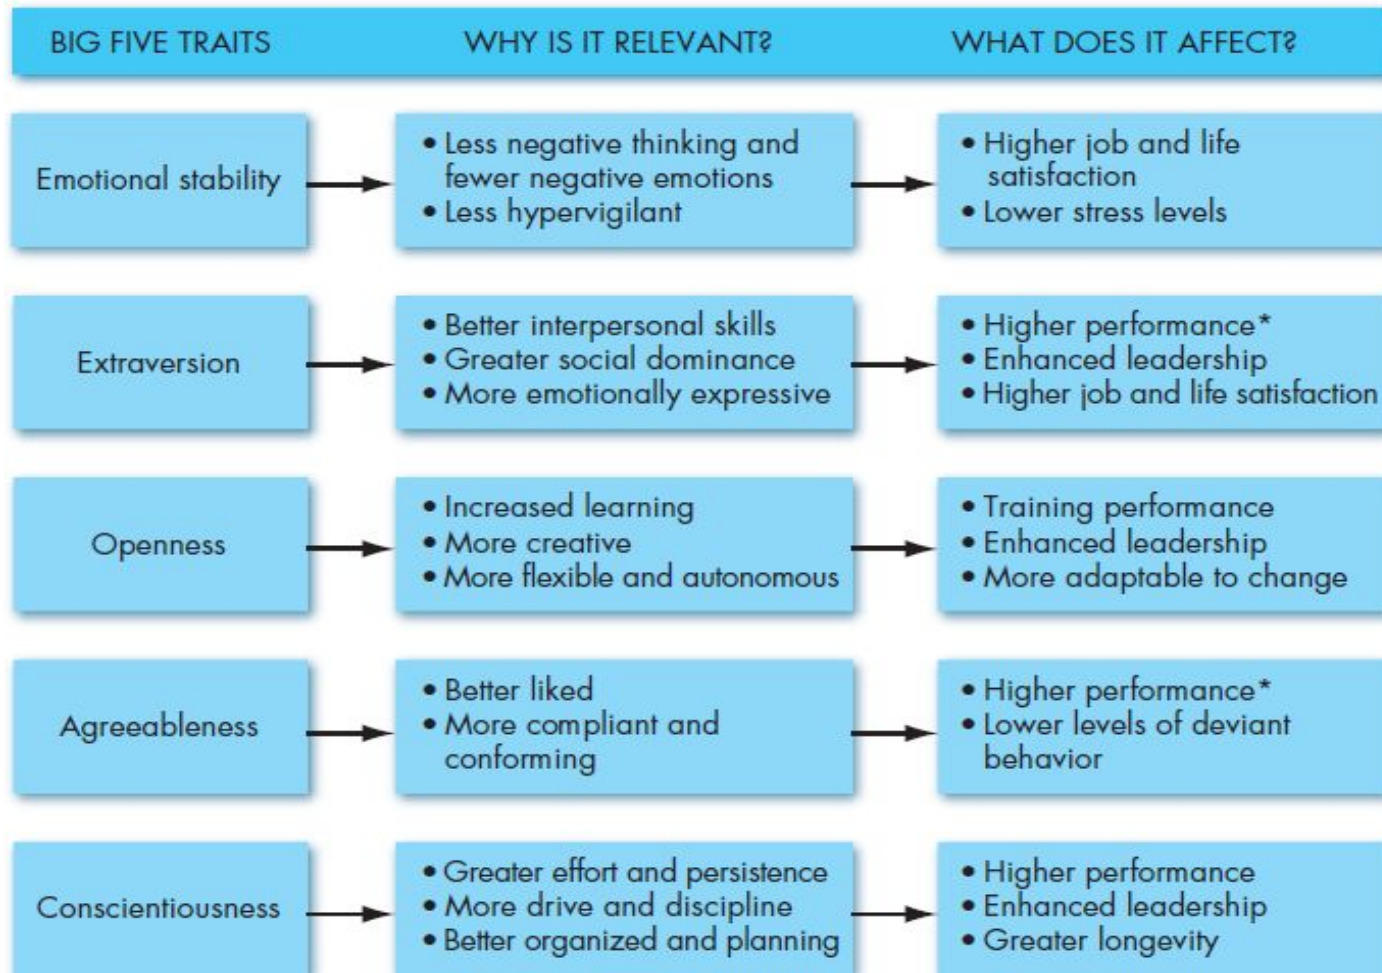 BIG FIVE TRAITS WHY IS IT RELEVANT? WHAT DOES IT AFFECT?
Emotional stability
• Less negative thinking and
fewer negative emotions
• Less hypervigilant
• Higher job and life
satisfaction
• Lower stress levels
Extraversion
• Better interpersonal skills
• Greater social dominance
• More emotionally expressive
• Higher performance*
• Enhanced leadership
• Higher job and life satisfaction
Openness
• Increased learning
• More creative
• More flexible and autonomous
• Training performance
• Enhanced leadership
• More adaptable to change
Agreeableness
• Better liked
• More compliant and
conforming
• Higher performance*
• Lower levels of deviant
behavior
Conscientiousness
• Greater effort and persistence
• More drive and discipline
• Better organized and planning
• Higher performance
• Enhanced leadership
• Greater longevity